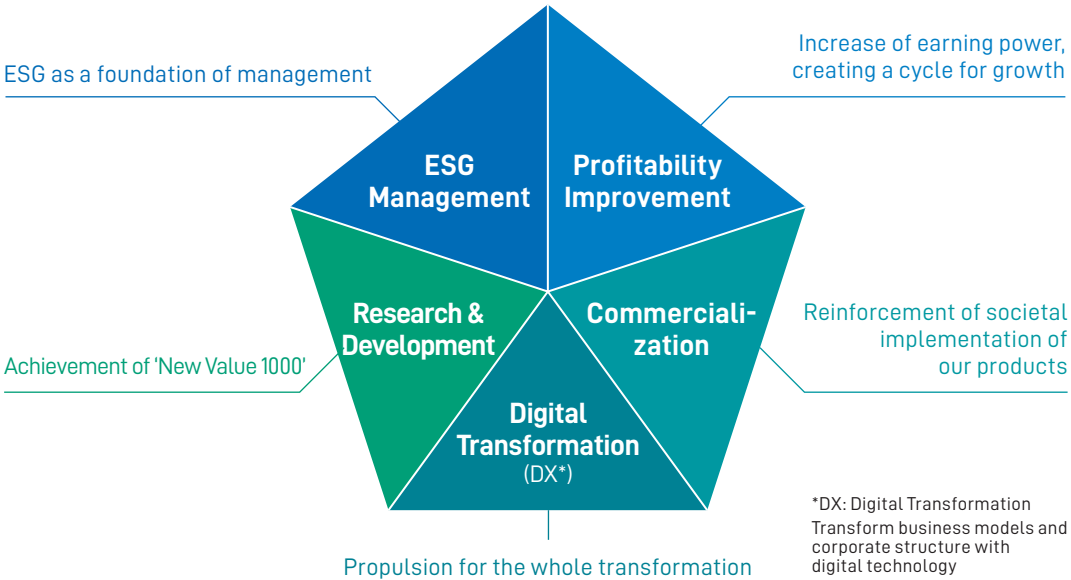 ESG as a foundation of management
Increase of earning power,
creating a cycle for growth
ESG
Management
Profitability
Improvement
Research &
Development
Commerciali-
zation
Achievement of 'New Value 1000'
Reinforcement of societal
implementation of
our products
Digital
Transformation
(DX*)
Propulsion for the whole transformation
*DX: Digital Transformation
Transform business models and
corporate structure with
digital technology